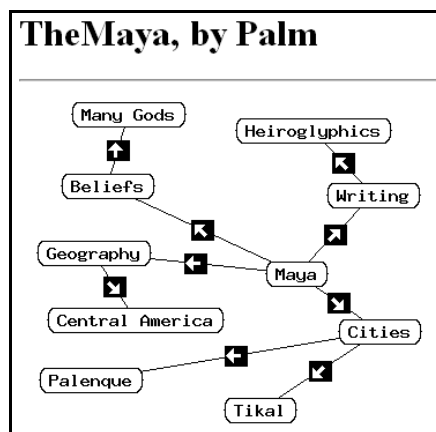 TheMaya, by Palm
Many Gods
Heiroglyphics
Beliefs
Writing
Geography
Maya
Central America
Cities
Palenque
Tikal